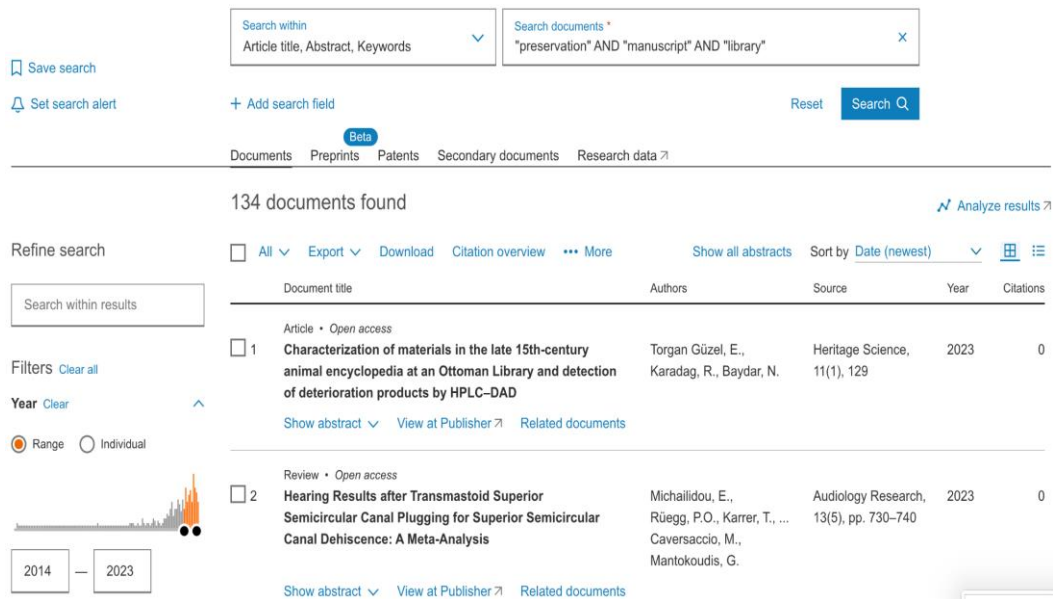 Search within
Article title, Abstract, Keywords
Search documents *
"preservation" AND "manuscript" AND "library"
Save search
Set search alert
+ Add search field
Reset
Search
Beta
Documents Preprints Patents Secondary documents Research data
134 documents found
Analyze results
Refine search
All Export Download Citation overview ••• More Show all abstracts Sort by Date (newest)
Search within results
Document title Authors Source Year Citations
Filters Clear all
Year Clear
Range Individual
2014 — 2023
Article • Open access
1 Characterization of materials in the late 15th-century
animal encyclopedia at an Ottoman Library and detection
of deterioration products by HPLC–DAD
Torgan Güzel, E.,
Karadag, R., Baydar, N.
Heritage Science,
11(1), 129
2023
0
Show abstract View at Publisher Related documents
Review • Open access
2 Hearing Results after Transmastoid Superior
Semicircular Canal Plugging for Superior Semicircular
Canal Dehiscence: A Meta-Analysis
Michailidou, E.,
Rüegg, P.O., Karrer, T., ...
Caversaccio, M.,
Mantokoudis, G.
Audiology Research,
13(5), pp. 730–740
2023
0
Show abstract View at Publisher Related documents